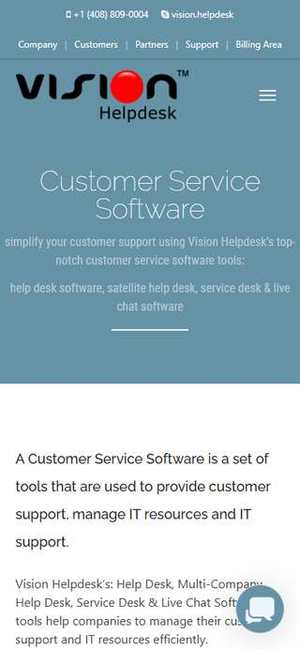 +1 (408) 809-0004 vision.helpdesk
Company | Customers | Partners | Support | Billing Area
VISION™
Helpdesk
Customer Service
Software
simplify your customer support using Vision Helpdesk's top-
notch customer service software tools:
help desk software, satellite help desk, service desk & live
chat software
A Customer Service Software is a set of
tools that are used to provide customer
support, manage IT resources and IT
support.
Vision Helpdesk's: Help Desk, Multi-Company
Help Desk, Service Desk & Live Chat
tools help companies to manage their
support and IT resources efficiently.